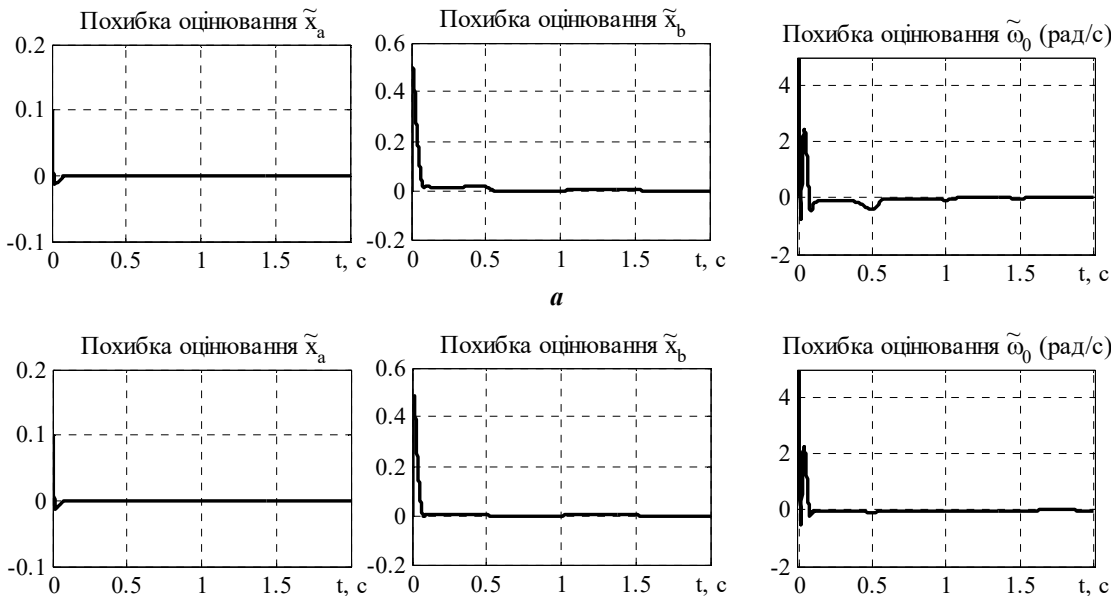 Похибка оцінювання x̃a
0.2
0.1
0
-0.1
0 0.5 1 1.5 t, с
Похибка оцінювання x̃b
0.6
0.4
0.2
0
-0.2
0 0.5 1 1.5 t, с
Похибка оцінювання ω̃0 (рад/с)
4
2
0
-2
0 0.5 1 1.5 t, с
а
Похибка оцінювання x̃a
0.2
0.1
0
-0.1
0 0.5 1 1.5 t, с
Похибка оцінювання x̃b
0.6
0.4
0.2
0
-0.2
0 0.5 1 1.5 t, с
Похибка оцінювання ω̃0 (рад/с)
4
2
0
-2
0 0.5 1 1.5 t, с